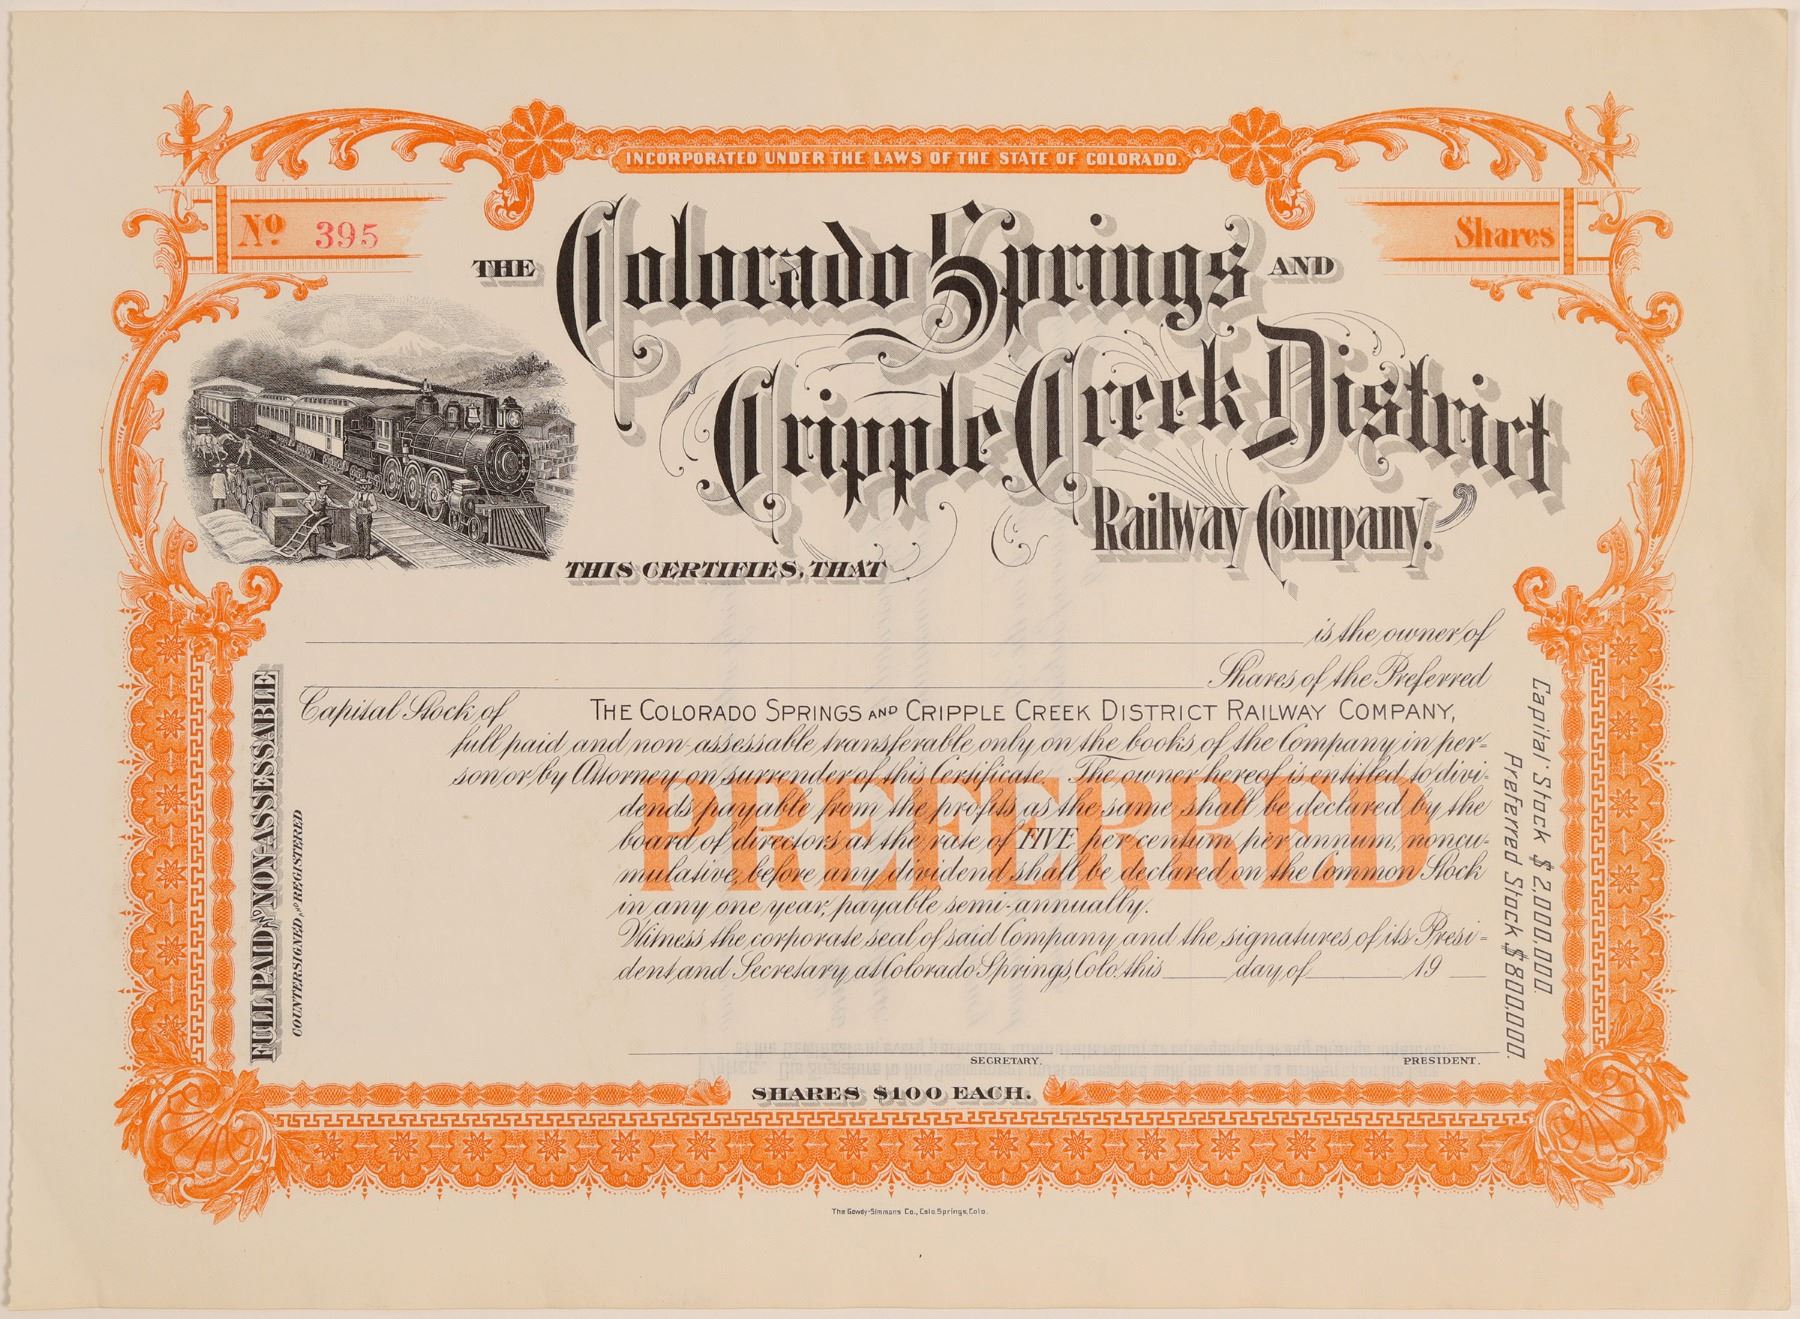 INCORPORATED UNDER THE LAWS OF THE STATE OF COLORADO.
No. 395
Shares
THE Colorado Springs AND
Cripple Creek District
Railway Company.
THIS CERTIFIES, THAT
is the owner of
Shares of the Preferred
Capital Stock of THE COLORADO SPRINGS AND CRIPPLE CREEK DISTRICT RAILWAY COMPANY,
full paid and non-assessable transferable only on the books of the Company in per-
son or by Attorney on surrender of this Certificate. The owner hereof is entitled to divi-
dends payable from the profits as the same shall be declared by the
board of directors at the rate of FIVE per centum per annum, noncu-
mulative, before any dividend shall be declared on the Common Stock
in any one year, payable semi-annually.
Witness the corporate seal of said Company and the signatures of its Presi-
dent and Secretary at Colorado Springs, Colo. this day of 19
PREFERRED
SECRETARY.
PRESIDENT.
FULL PAID AND NON-ASSESSABLE
COUNTERSIGNED AND REGISTERED
Capital Stock $2,000,000.
Preferred Stock $800,000.
SHARES $100 EACH.
The Gowdy-Simmons Co., Colo. Springs, Colo.